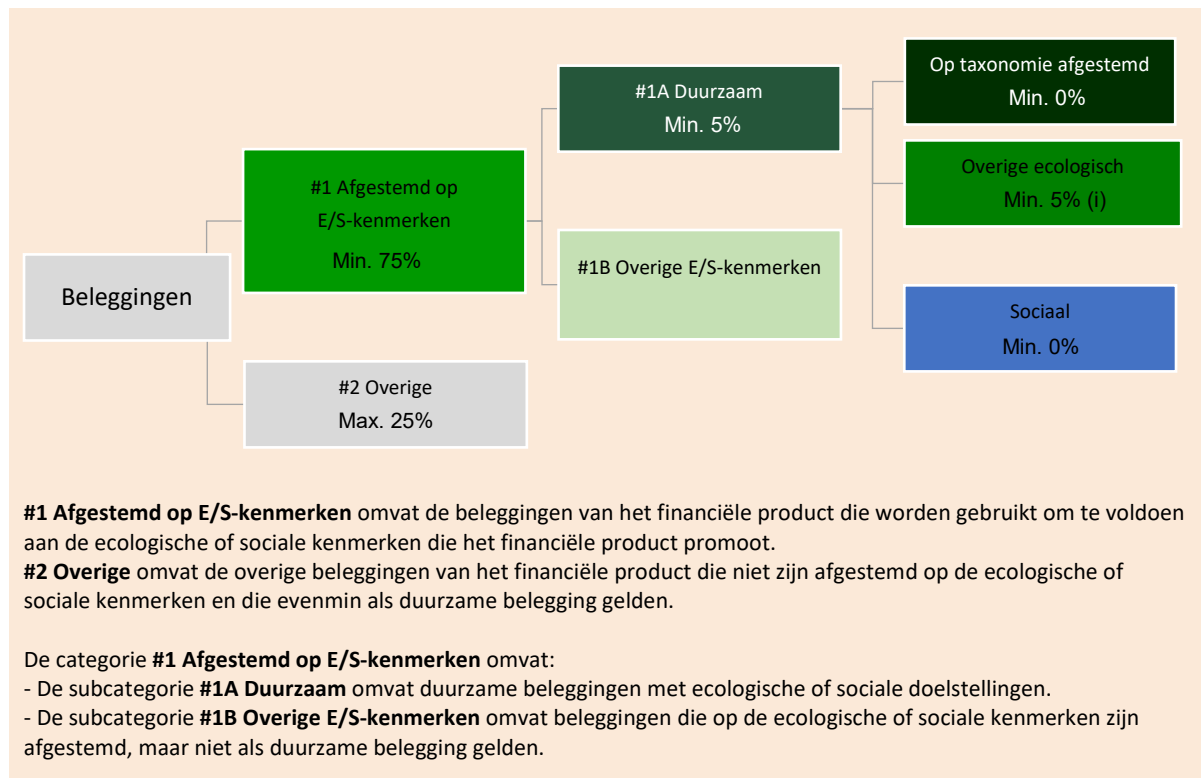 Beleggingen
#1 Afgestemd op
E/S-kenmerken
Min. 75%
#2 Overige
Max. 25%
#1A Duurzaam
Min. 5%
#1B Overige E/S-kenmerken
Op taxonomie afgestemd
Min. 0%
Overige ecologisch
Min. 5% (i)
Sociaal
Min. 0%
#1 Afgestemd op E/S-kenmerken omvat de beleggingen van het financiële product die worden gebruikt om te voldoen
aan de ecologische of sociale kenmerken die het financiële product promoot.
#2 Overige omvat de overige beleggingen van het financiële product die niet zijn afgestemd op de ecologische of
sociale kenmerken en die evenmin als duurzame belegging gelden.
De categorie #1 Afgestemd op E/S-kenmerken omvat:
- De subcategorie #1A Duurzaam omvat duurzame beleggingen met ecologische of sociale doelstellingen.
- De subcategorie #1B Overige E/S-kenmerken omvat beleggingen die op de ecologische of sociale kenmerken zijn
afgestemd, maar niet als duurzame belegging gelden.